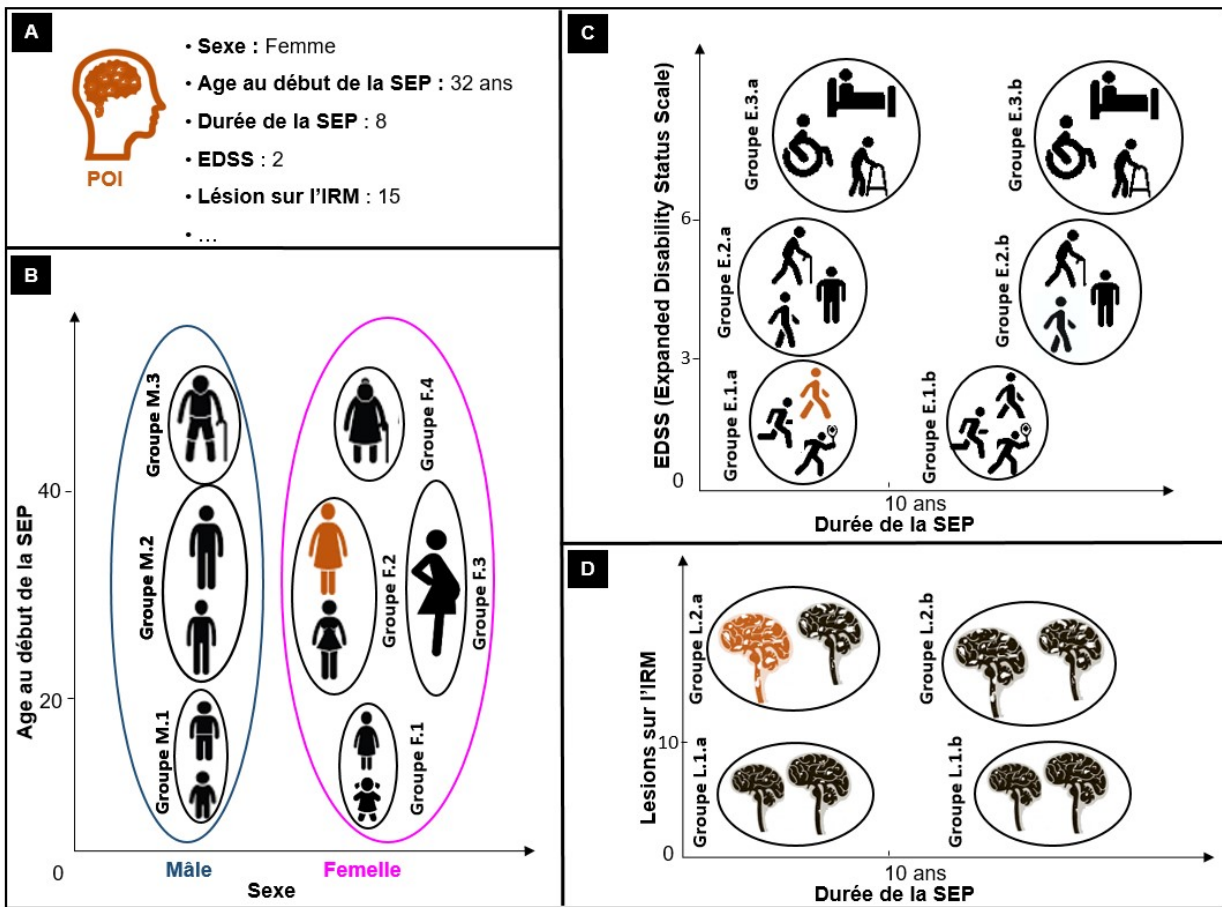 A
• Sexe : Femme
• Age au début de la SEP : 32 ans
• Durée de la SEP : 8
• EDSS : 2
• Lésion sur l'IRM : 15
• ...
POI
B
Age au début de la SEP
40
20
0
Groupe M.3
Groupe M.2
Groupe M.1
Groupe F.4
Groupe F.2
Groupe F.3
Groupe F.1
Mâle
Femelle
Sexe
C
EDSS (Expanded Disability Status Scale)
6
3
0
Groupe E.3.a
Groupe E.3.b
Groupe E.2.a
Groupe E.2.b
Groupe E.1.a
Groupe E.1.b
10 ans
Durée de la SEP
D
Lesions sur l'IRM
10
0
Groupe L.2.a
Groupe L.2.b
Groupe L.1.a
Groupe L.1.b
10 ans
Durée de la SEP